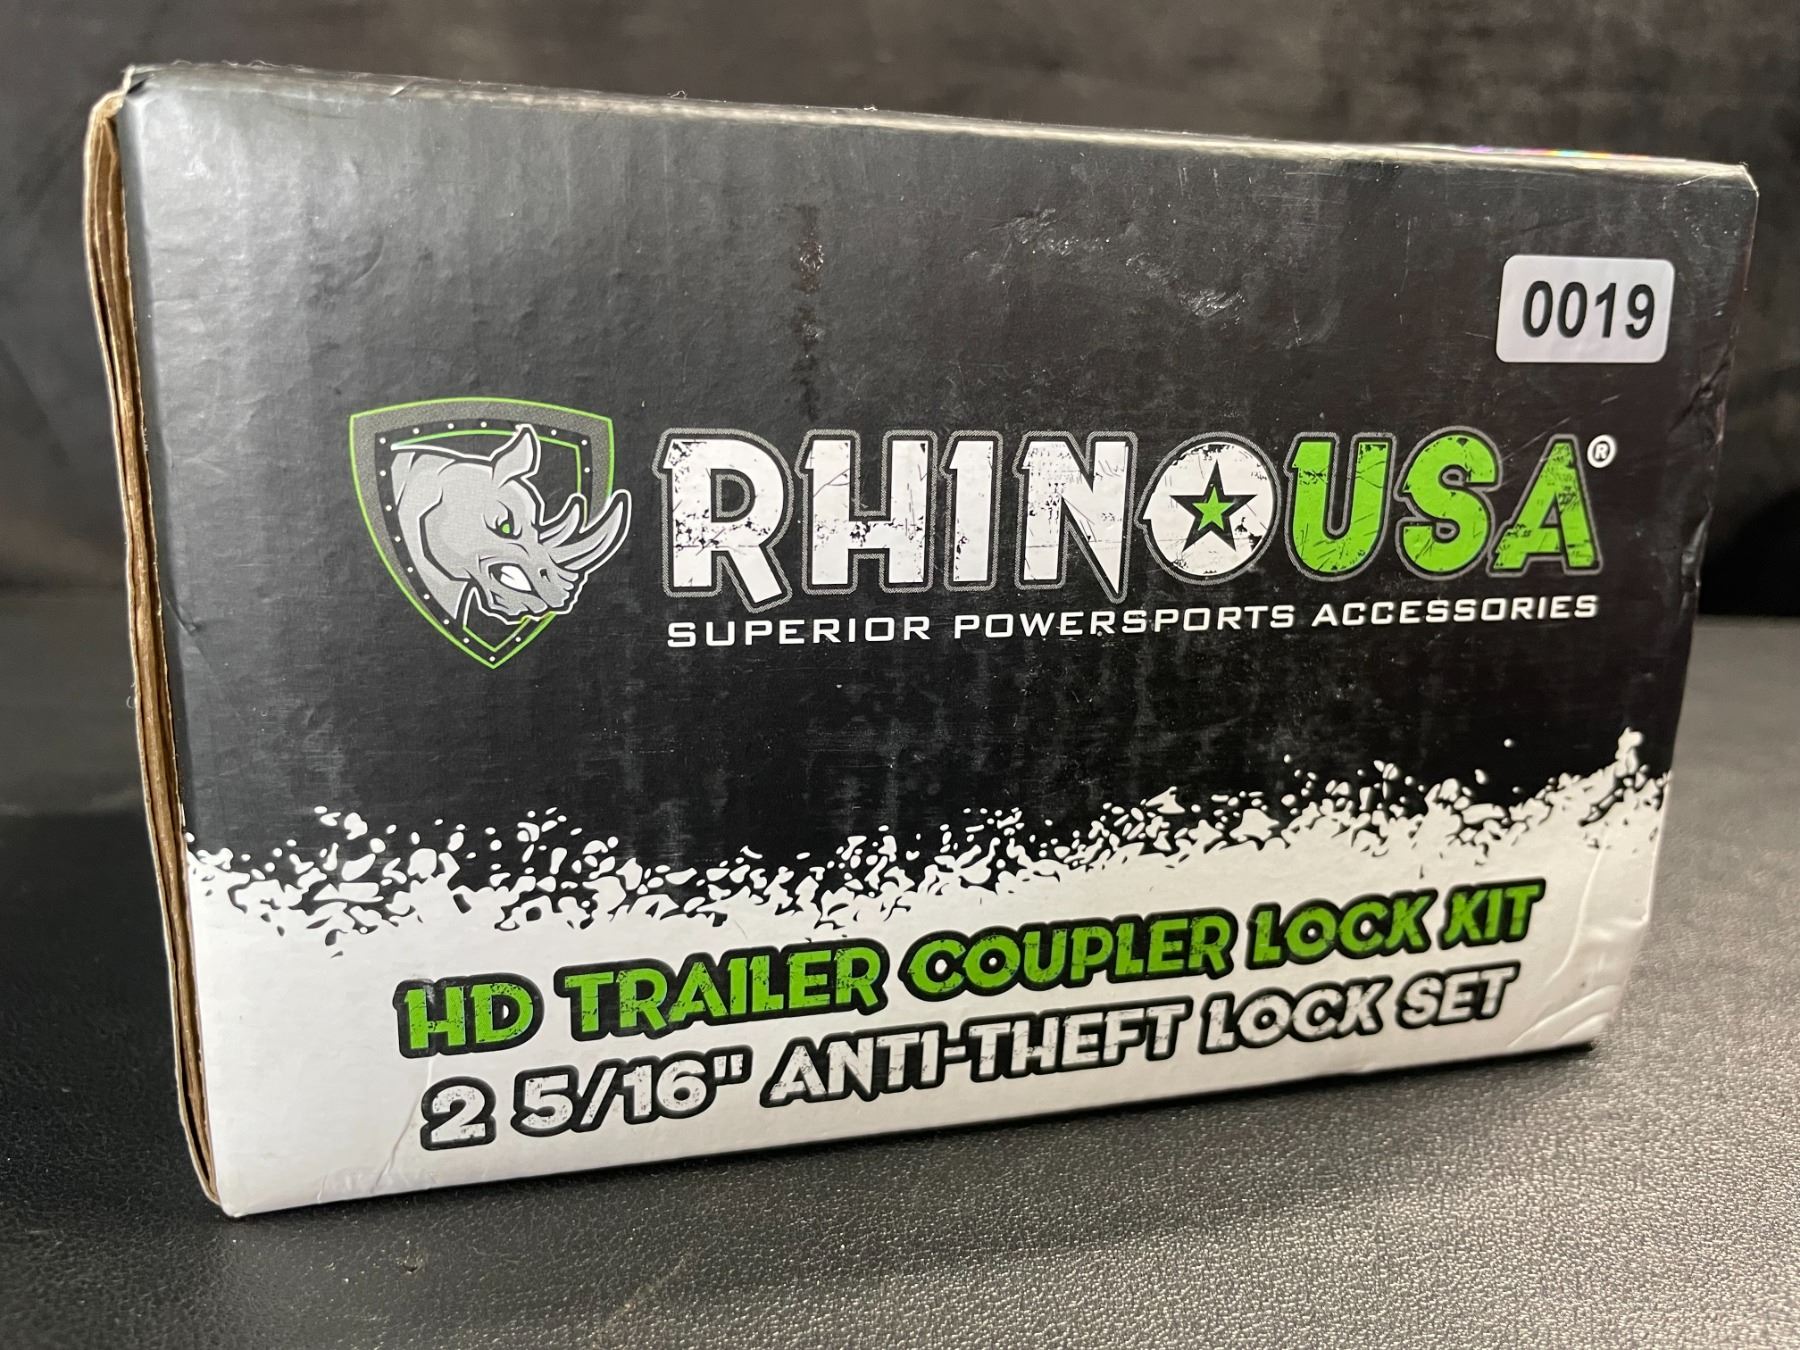 0019
RHINOUSA®
SUPERIOR POWERSPORTS ACCESSORIES
HD TRAILER COUPLER LOCK KIT
2 5/16" ANTI-THEFT LOCK SET